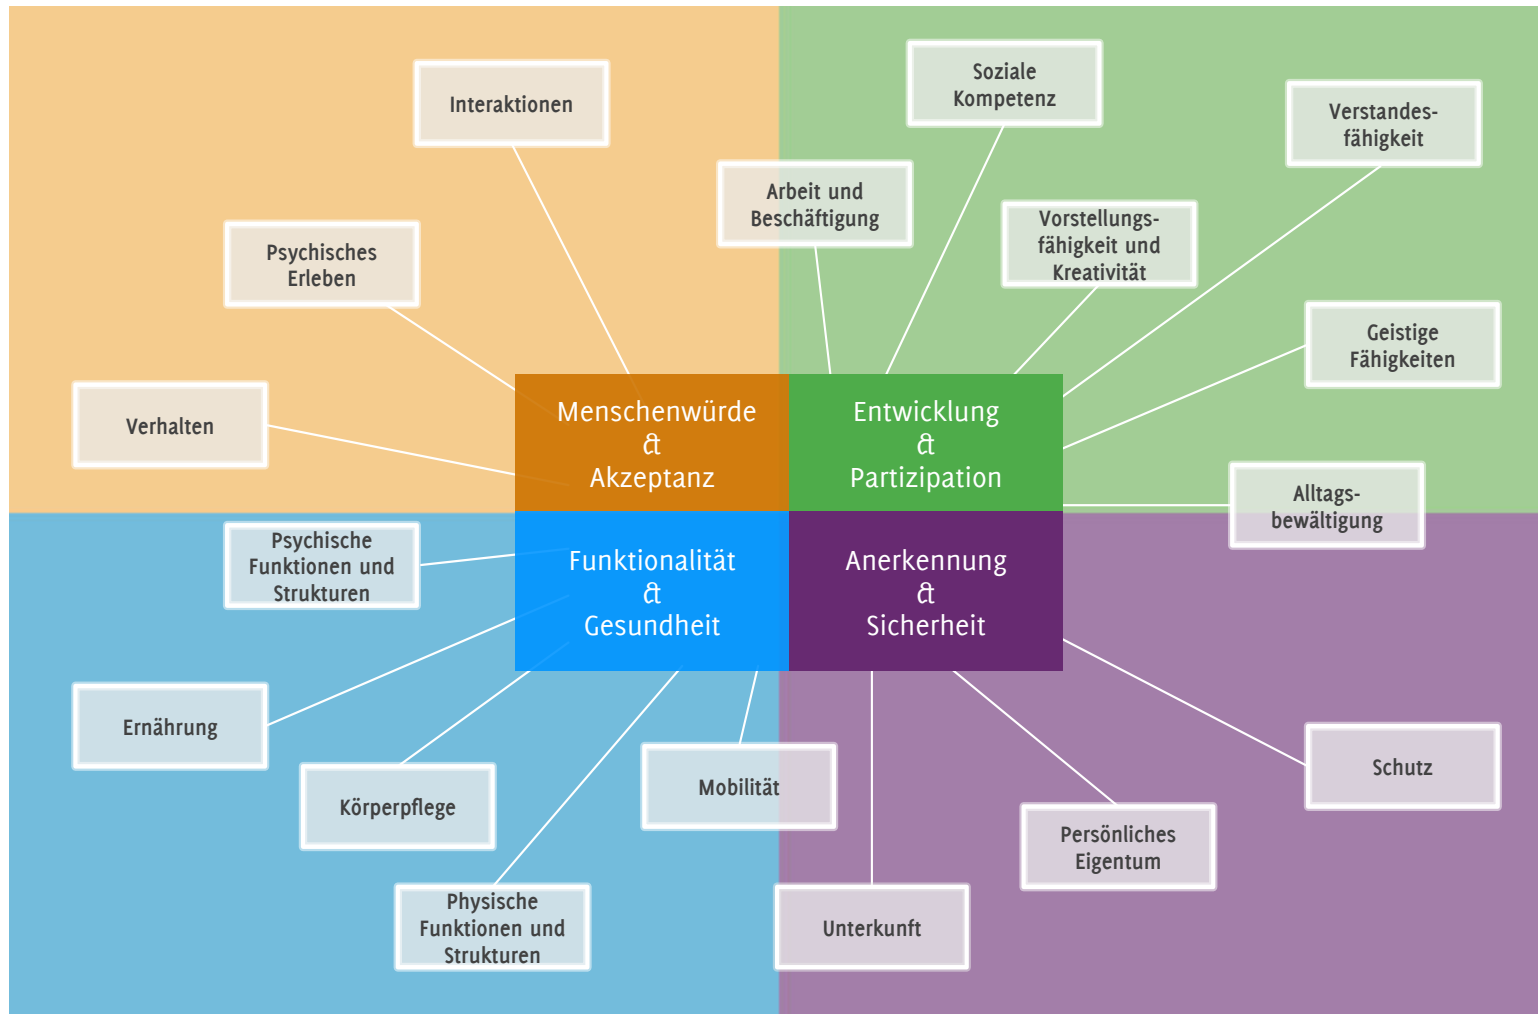 Interaktionen
Psychisches
Erleben
Verhalten
Menschenwürde
&
Akzeptanz
Soziale
Kompetenz
Verstandes-
fähigkeit
Arbeit und
Beschäftigung
Vorstellungs-
fähigkeit und
Kreativität
Geistige
Fähigkeiten
Alltags-
bewältigung
Entwicklung
&
Partizipation
Psychische
Funktionen und
Strukturen
Funktionalität
&
Gesundheit
Ernährung
Körperpflege
Physische
Funktionen und
Strukturen
Mobilität
Anerkennung
&
Sicherheit
Schutz
Persönliches
Eigentum
Unterkunft